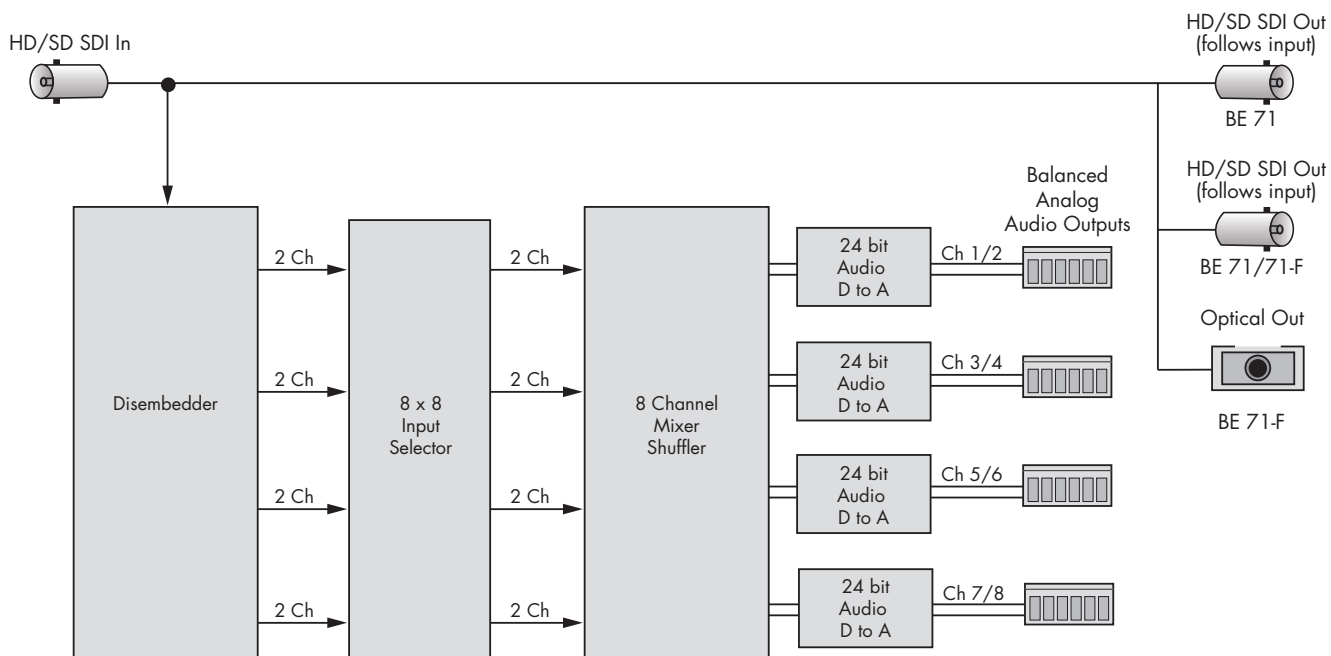 HD/SD SDI In
HD/SD SDI Out
(follows input)
BE 71
HD/SD SDI Out
(follows input)
BE 71/71-F
Optical Out
BE 71-F
Balanced
Analog
Audio Outputs
Disembedder
2 Ch
2 Ch
2 Ch
2 Ch
8 x 8
Input
Selector
2 Ch
2 Ch
2 Ch
2 Ch
8 Channel
Mixer
Shuffler
24 bit
Audio
D to A
Ch 1/2
24 bit
Audio
D to A
Ch 3/4
24 bit
Audio
D to A
Ch 5/6
24 bit
Audio
D to A
Ch 7/8